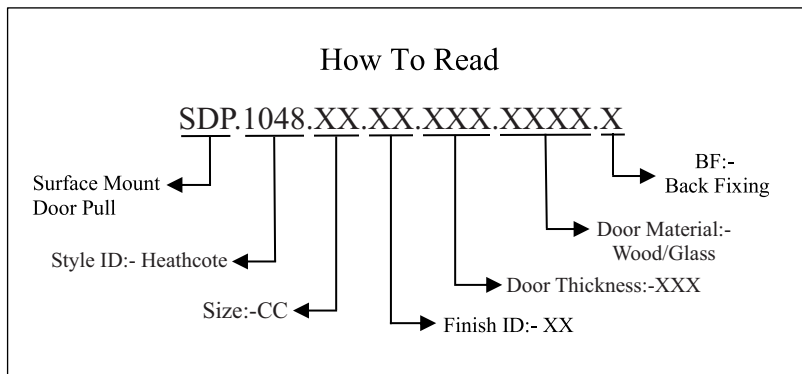 How To Read
SDP.1048.XX.XX.XXX.XXXX.X
Surface Mount
Door Pull
BF:-
Back Fixing
Style ID:- Heathcote
Door Material:-
Wood/Glass
Size:-CC
Door Thickness:-XXX
Finish ID:- XX